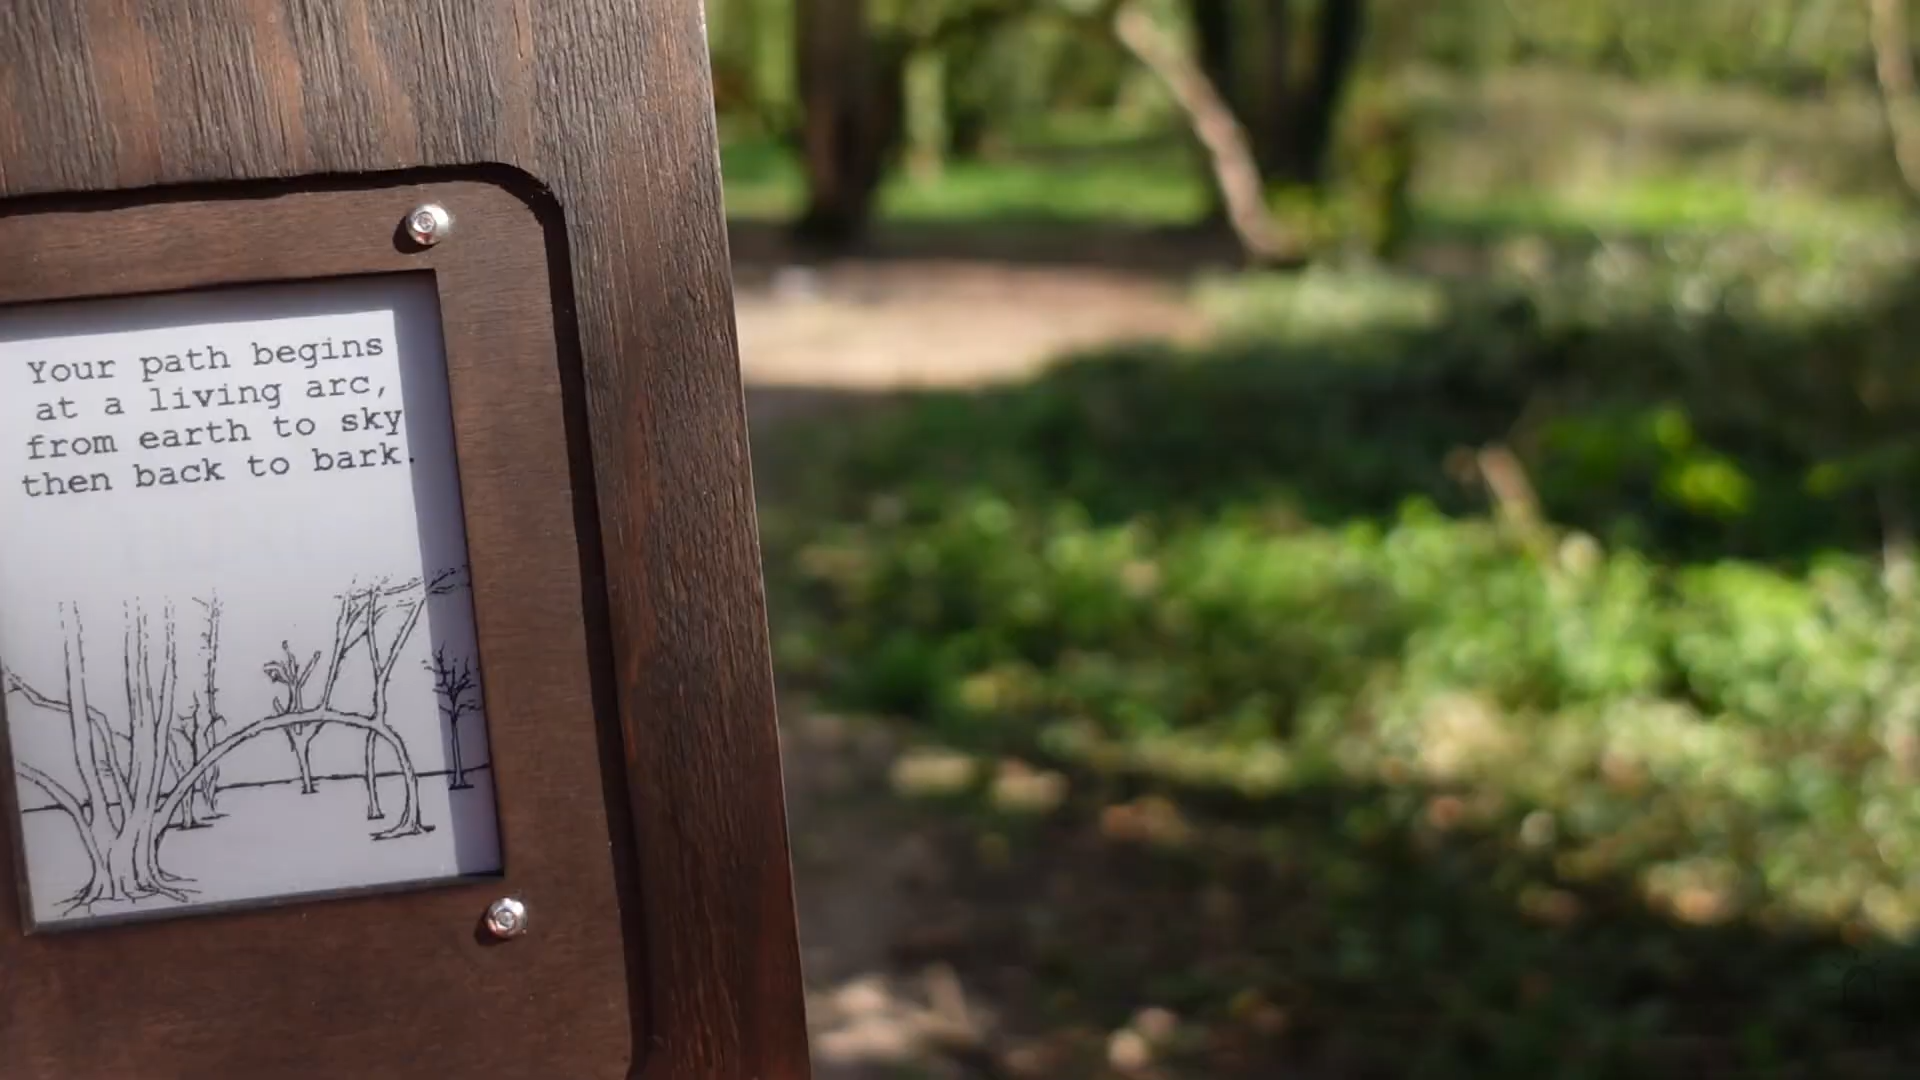 Your path begins
at a living arc,
from earth to sky
then back to bark.